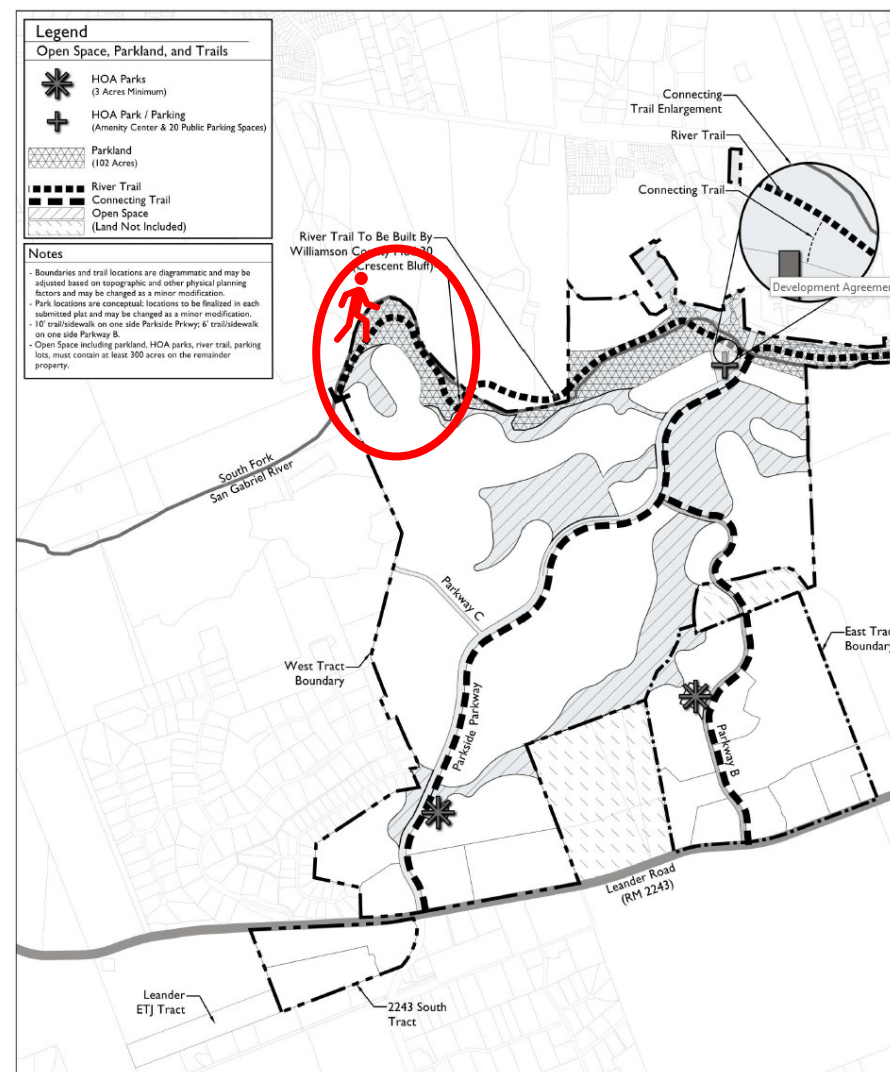 Legend
Open Space, Parkland, and Trails
HOA Parks
(3 Acres Minimum)
HOA Park / Parking
(Amenity Center & 20 Public Parking Spaces)
Parkland
(102 Acres)
River Trail
Connecting Trail
Open Space
(Land Not Included)
Notes
- Boundaries and trail locations are diagrammatic and may be
adjusted based on topographic and other physical planning
factors and may be changed as a minor modification.
- Park locations are conceptual; locations to be finalized in each
submitted plat and may be changed as a minor modification.
- 10' trail/sidewalk on one side Parkside Prkwy; 6' trail/sidewalk
on one side Parkway B.
- Open Space including parkland, HOA parks, river trail, parking
lots, must contain at least 300 acres on the remainder
property.
Connecting
Trail Enlargement
River Trail
Connecting Trail
Development Agreemen
River Trail To Be Built By
Williamson County
(Crescent Bluff)
South Fork
San Gabriel River
Parkway C
West Tract
Boundary
East Trac
Boundary
Parkside Parkway
Parkway B
Leander Road
(RM 2243)
Leander
ETJ Tract
2243 South
Tract